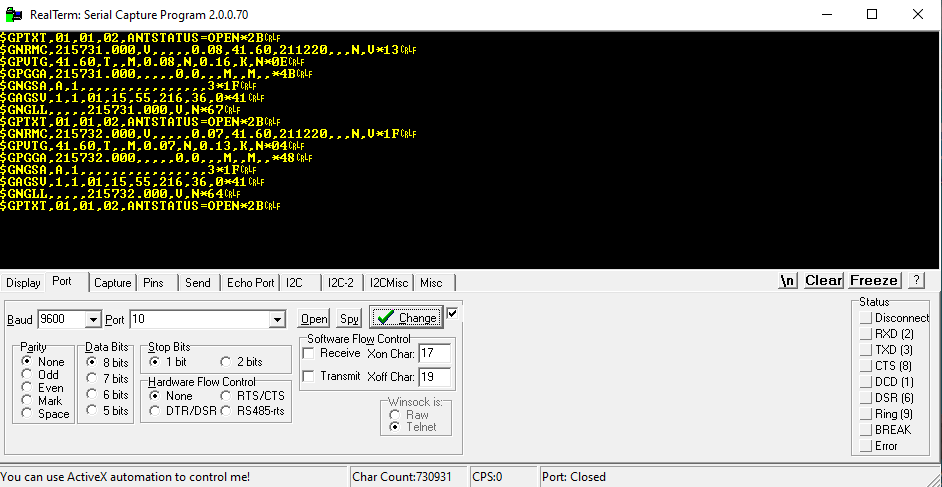 RealTerm: Serial Capture Program 2.0.0.70
$GPTXT,01,01,02,ANTSTATUS=OPEN*2BCRLF
$GNRMC,215731.000,V,,,,,0.08,41.60,211220,,,N,V*13CRLF
$GPVTG,41.60,T,,M,0.08,N,0.16,K,N*0ECRLF
$GPGGA,215731.000,,,,,0,0,,,M,,M,,*4BCRLF
$GNGSA,A,1,,,,,,,,,,,,,,,,3*1FCRLF
$GAGSV,1,1,01,15,55,216,36,0*41CRLF
$GNGLL,,,,,215731.000,V,N*67CRLF
$GPTXT,01,01,02,ANTSTATUS=OPEN*2BCRLF
$GNRMC,215732.000,V,,,,,0.07,41.60,211220,,,N,V*1FCRLF
$GPVTG,41.60,T,,M,0.07,N,0.13,K,N*04CRLF
$GPGGA,215732.000,,,,,0,0,,,M,,M,,*48CRLF
$GNGSA,A,1,,,,,,,,,,,,,,,,3*1FCRLF
$GAGSV,1,1,01,15,55,216,36,0*41CRLF
$GNGLL,,,,,215732.000,V,N*64CRLF
$GPTXT,01,01,02,ANTSTATUS=OPEN*2BCRLF
Display Port Capture Pins Send Echo Port I2C I2C-2 I2CMisc Misc \n Clear Freeze ?
Baud 9600 Port 10 Open Spy Change
Parity
None
Odd
Even
Mark
Space
Data Bits
8 bits
7 bits
6 bits
5 bits
Stop Bits
1 bit 2 bits
Hardware Flow Control
None RTS/CTS
DTR/DSR RS485-rts
Software Flow Control
Receive Xon Char: 17
Transmit Xoff Char: 19
Winsock is:
Raw
Telnet
Status
Disconnect
RXD (2)
TXD (3)
CTS (8)
DCD (1)
DSR (6)
Ring (9)
BREAK
Error
You can use ActiveX automation to control me! Char Count:730931 CPS:0 Port: Closed